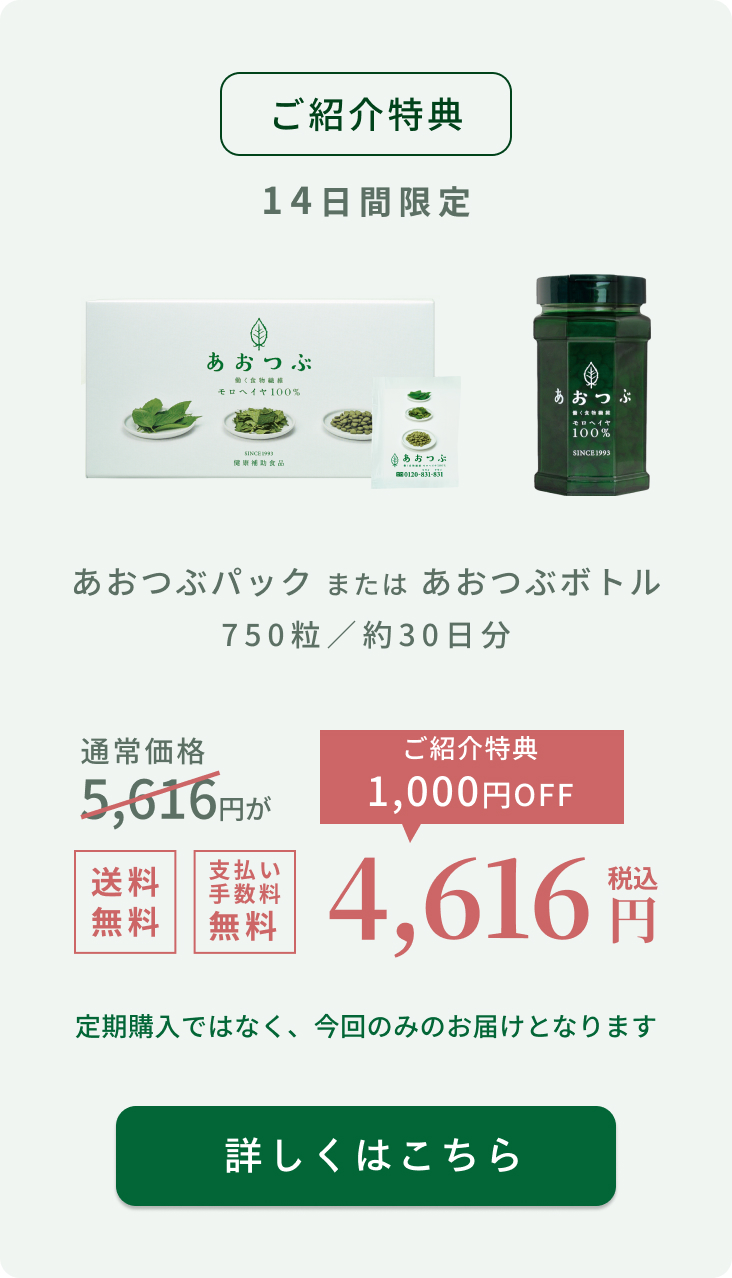 ご紹介特典
14日間限定
あおつぶ
働く食物繊維
モロヘイヤ100%
SINCE1993
健康補助食品
あおつぶ
0120-831-831
あおつぶ
働く食物繊維
モロヘイヤ
100%
SINCE1993
あおつぶパック または あおつぶボトル
750粒／約30日分
通常価格
5,616円が
ご紹介特典
1,000円OFF
送料
無料
支払い
手数料
無料
4,616税込円
定期購入ではなく、今回のみのお届けとなります
詳しくはこちら